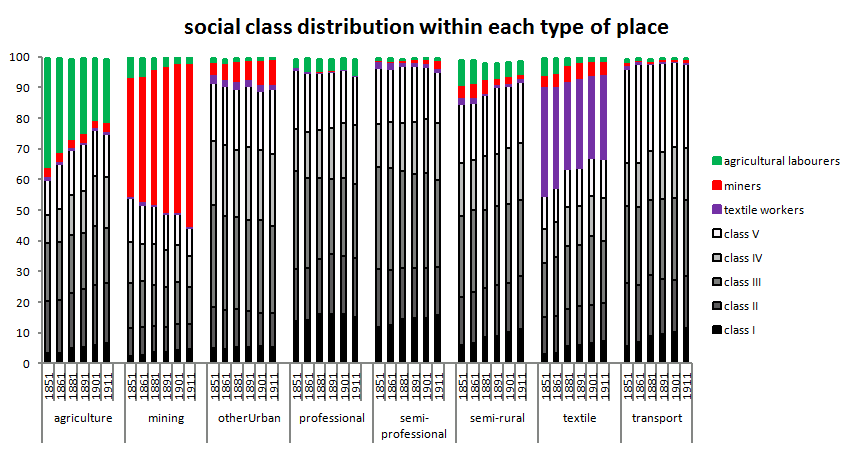 social class distribution within each type of place
100
90
80
70
60
50
40
30
20
10
0
agricultural labourers
miners
textile workers
class V
class IV
class III
class II
class I
1851 1861 1881 1891 1901 1911 1851 1861 1881 1891 1901 1911 1851 1861 1881 1891 1901 1911 1851 1861 1881 1891 1901 1911 1851 1861 1881 1891 1901 1911 1851 1861 1881 1891 1901 1911 1851 1861 1881 1891 1901 1911 1851 1861 1881 1891 1901 1911
agriculture mining otherUrban professional semi- semi-rural textile transport
professional